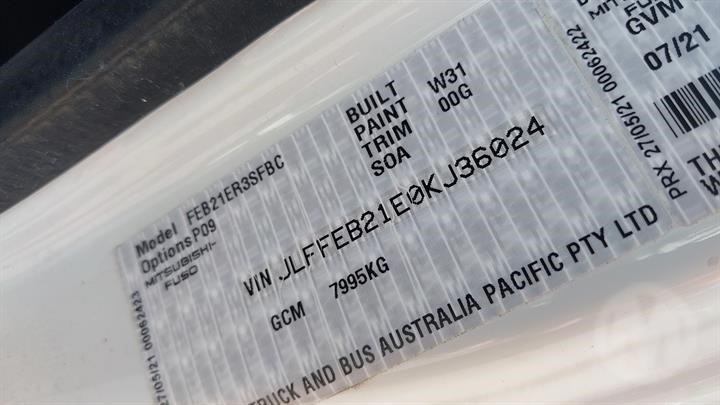 Model FEB21ER3SFBC
Options P09
MITSUBISHI-
FUSO
BUILT
PAINT W31
TRIM 00G
SOA
VIN JLFFEB21E0KJ36024
GCM 7995KG
TRUCK AND BUS AUSTRALIA PACIFIC PTY LTD
27/05/21 00062423
FUSO
GVM
07/21
PRX 27/05/21 00062422